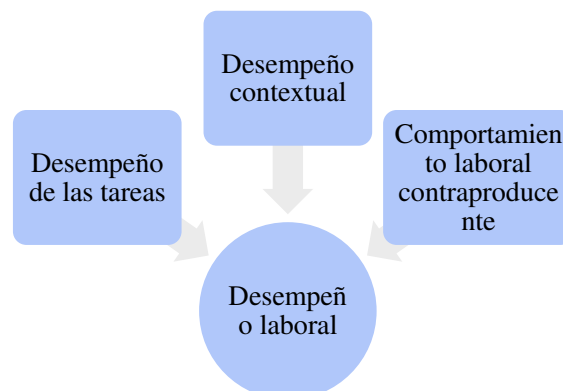 Desempeño
contextual
Desempeño
de las tareas
Comportamien
to laboral
contraproduce
nte
Desempeñ
o laboral